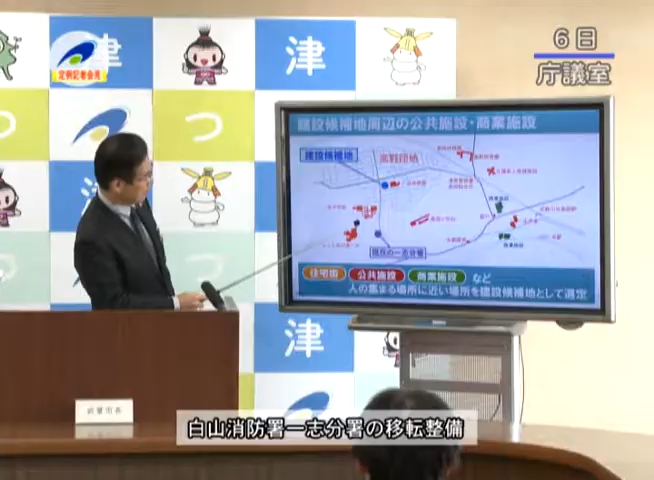 6日
庁議室
定例記者会見
津
津
つ
つ
津
建設候補地周辺の公共施設・商業施設
建設候補地
高野団地
現在の一志分署
住宅街
公共施設
商業施設
など
人の集まる場所に近い場所を建設候補地として選定
前葉市長
白山消防署一志分署の移転整備